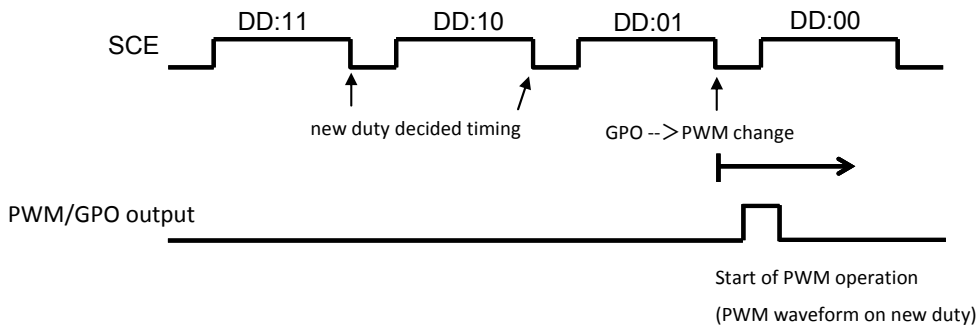 DD:11 DD:10 DD:01 DD:00
SCE
new duty decided timing
GPO -->PWM change
PWM/GPO output
Start of PWM operation
(PWM waveform on new duty)